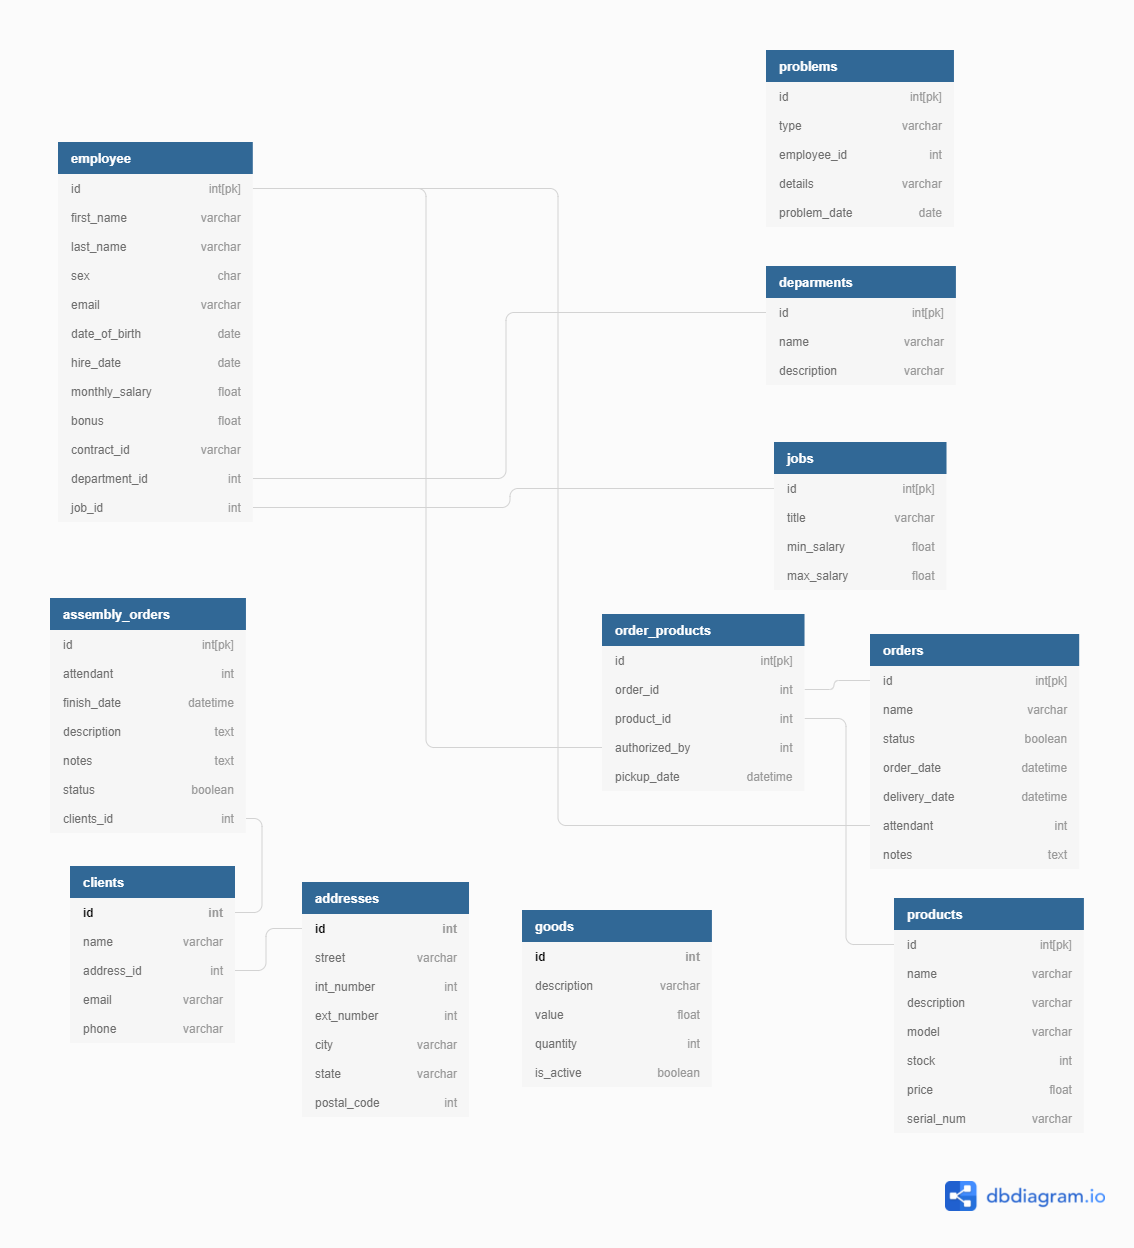 problems
id int[pk]
type varchar
employee_id int
details varchar
problem_date date
employee
id int[pk]
first_name varchar
last_name varchar
sex char
email varchar
date_of_birth date
hire_date date
monthly_salary float
bonus float
contract_id varchar
department_id int
job_id int
deparments
id int[pk]
name varchar
description varchar
jobs
id int[pk]
title varchar
min_salary float
max_salary float
assembly_orders
id int[pk]
attendant int
finish_date datetime
description text
notes text
status boolean
clients_id int
order_products
id int[pk]
order_id int
product_id int
authorized_by int
pickup_date datetime
orders
id int[pk]
name varchar
status boolean
order_date datetime
delivery_date datetime
attendant int
notes text
clients
id int
name varchar
address_id int
email varchar
phone varchar
addresses
id int
street varchar
int_number int
ext_number int
city varchar
state varchar
postal_code int
goods
id int
description varchar
value float
quantity int
is_active boolean
products
id int[pk]
name varchar
description varchar
model varchar
stock int
price float
serial_num varchar
dbdiagram.io